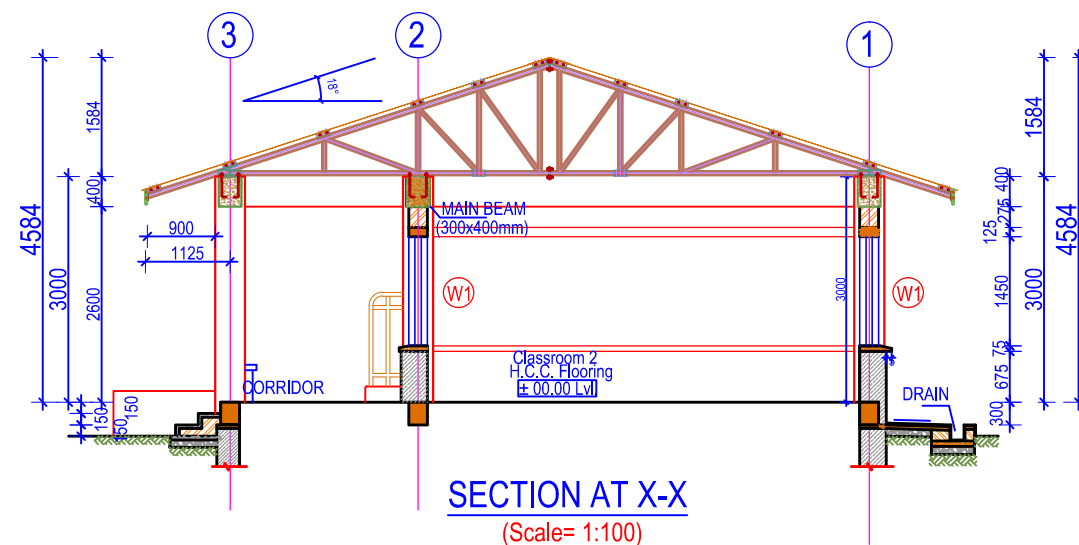 3
2
1
18°
1584
400
4584
3000
2600
900
1125
MAIN BEAM
(300x400mm)
W1
W1
3000
Classroom 2
H.C.C. Flooring
± 00.00 Lvl
CORRIDOR
DRAIN
150
150
150
150
1584
400
275
125
1450
75
675
300
3000
4584
SECTION AT X-X
(Scale= 1:100)